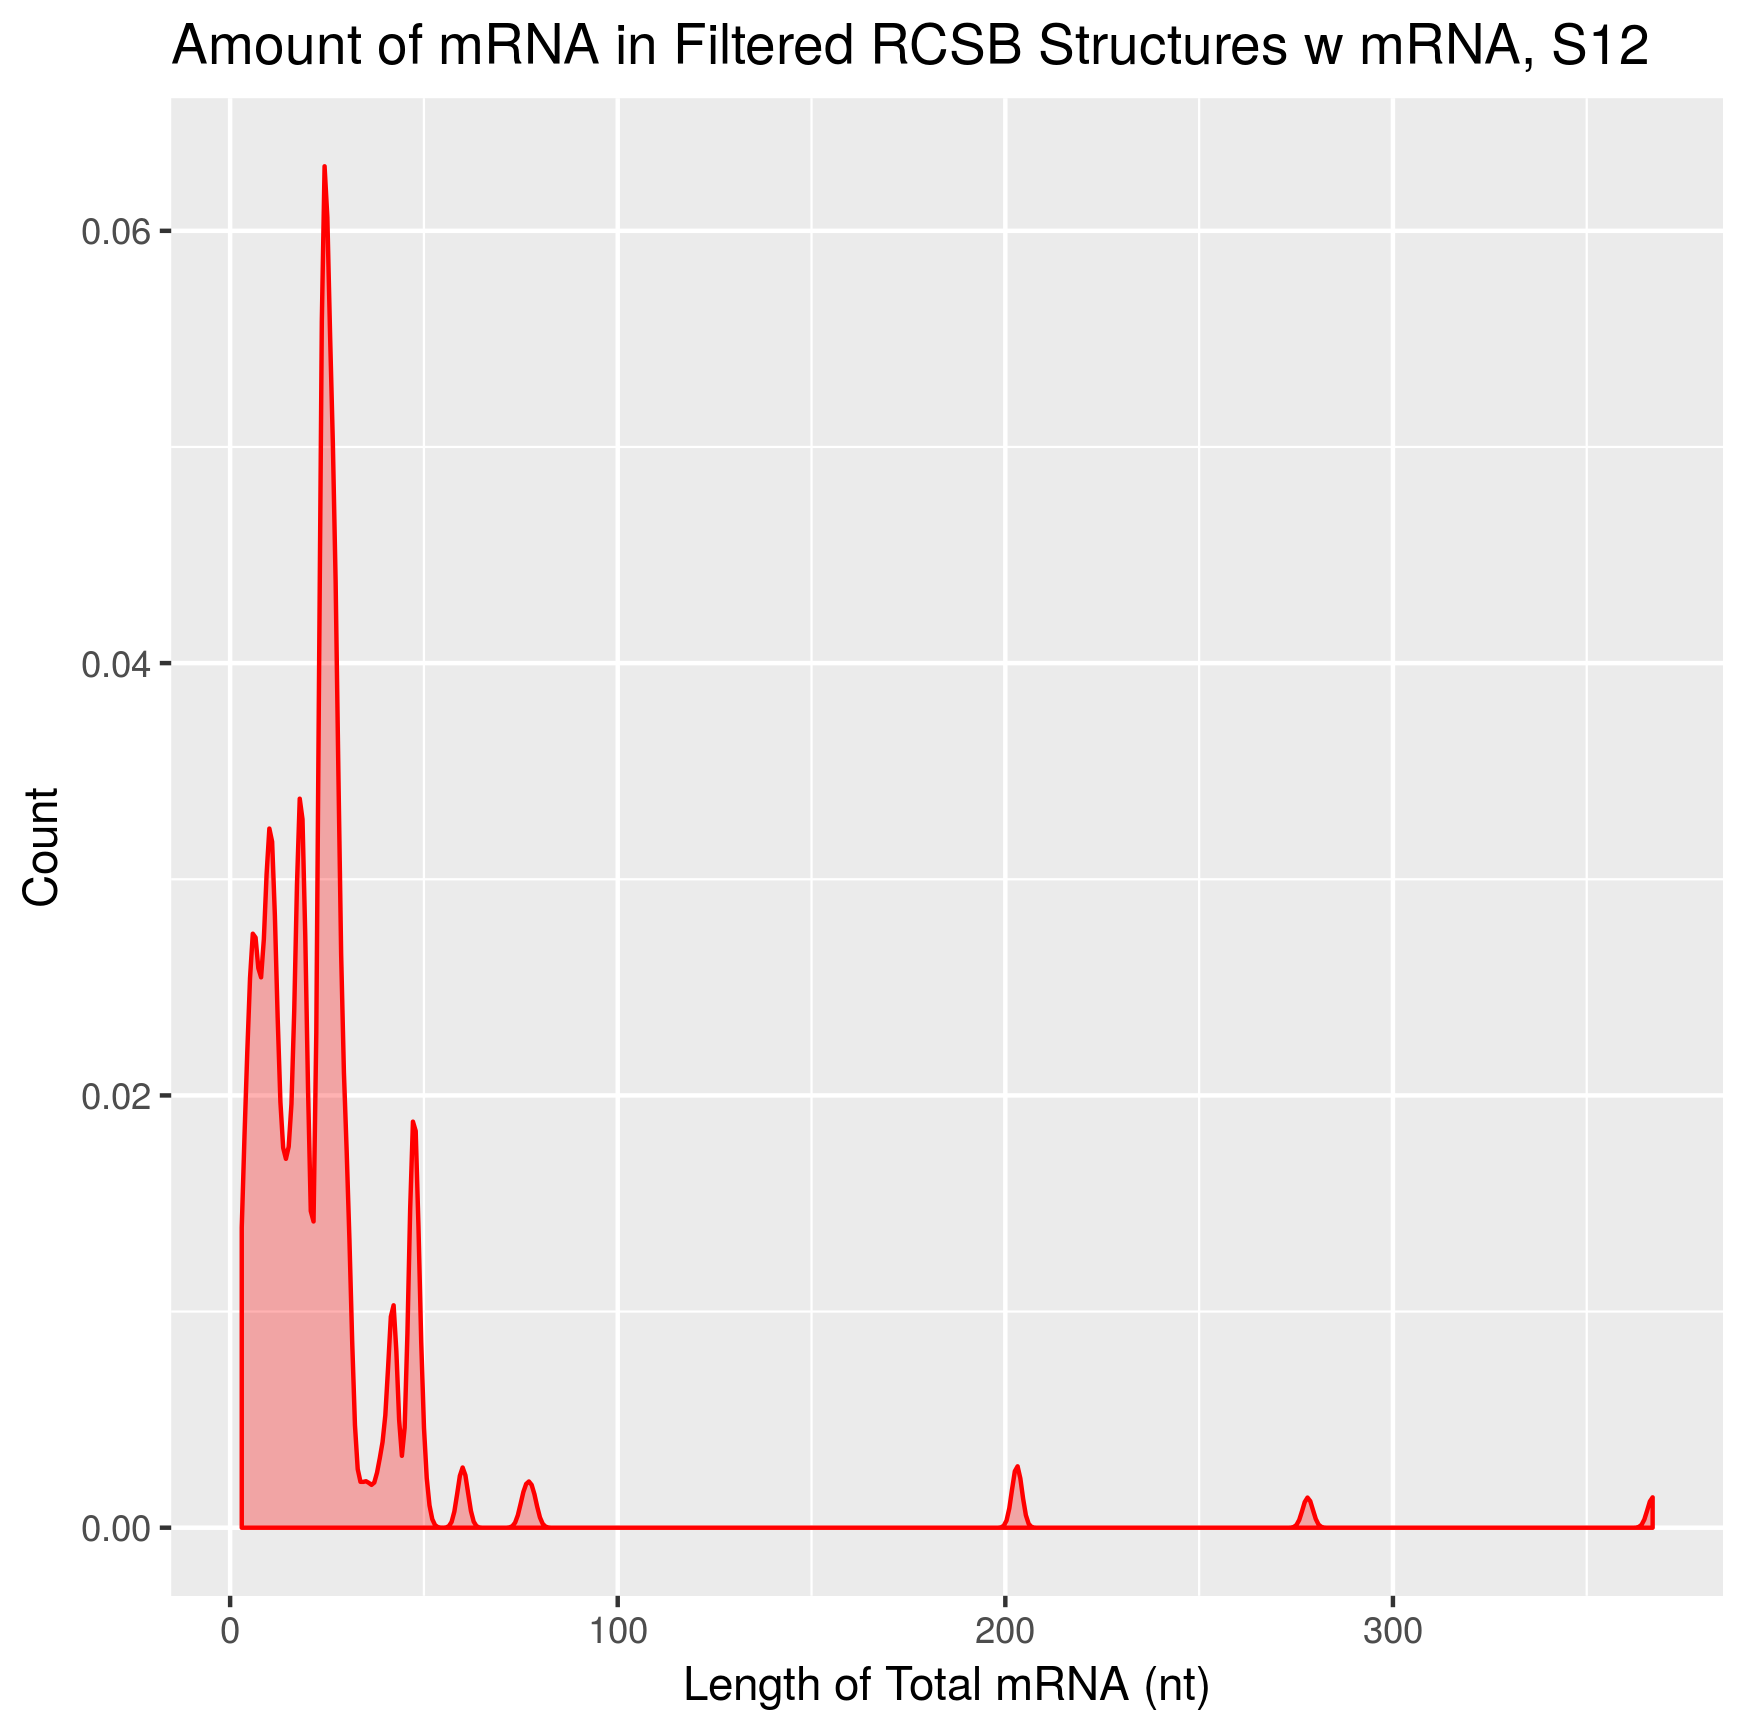 Amount of mRNA in Filtered RCSB Structures w mRNA, S12
0.06
0.04
0.02
0.00
Count
0 100 200 300
Length of Total mRNA (nt)